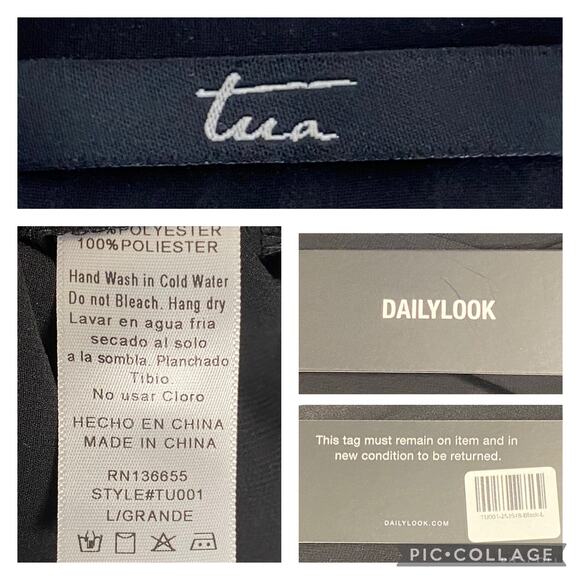 tua
100%POLYESTER
100%POLIESTER
Hand Wash in Cold Water
Do not Bleach. Hang dry
Lavar en agua fria
secado al solo
a la sombla. Planchado
Tibio.
No usar Cloro
HECHO EN CHINA
MADE IN CHINA
RN136655
STYLE#TU001
L/GRANDE
DAILYLOOK
This tag must remain on item and in
new condition to be returned.
DAILYLOOK.COM
PIC•COLLAGE